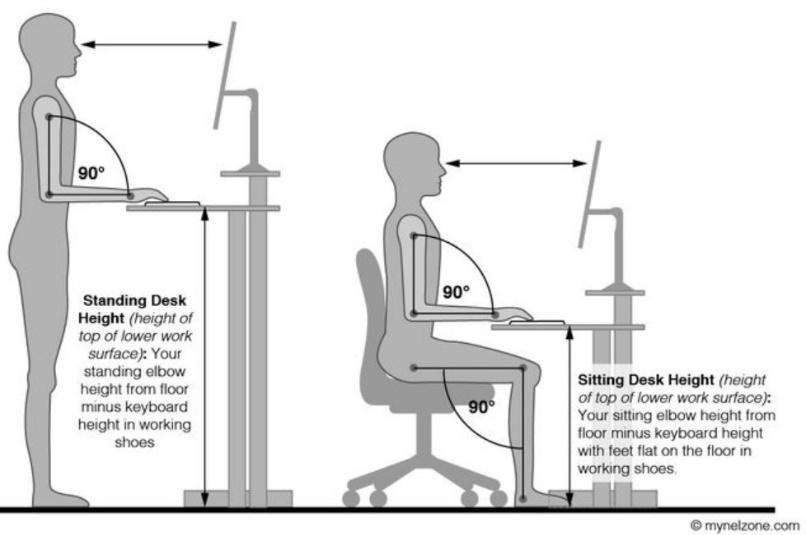 90°
Standing Desk
Height (height of
top of lower work
surface): Your
standing elbow
height from floor
minus keyboard
height in working
shoes
90°
90°
Sitting Desk Height (height
of top of lower work surface):
Your sitting elbow height from
floor minus keyboard height
with feet flat on the floor in
working shoes.
© mynelzone.com